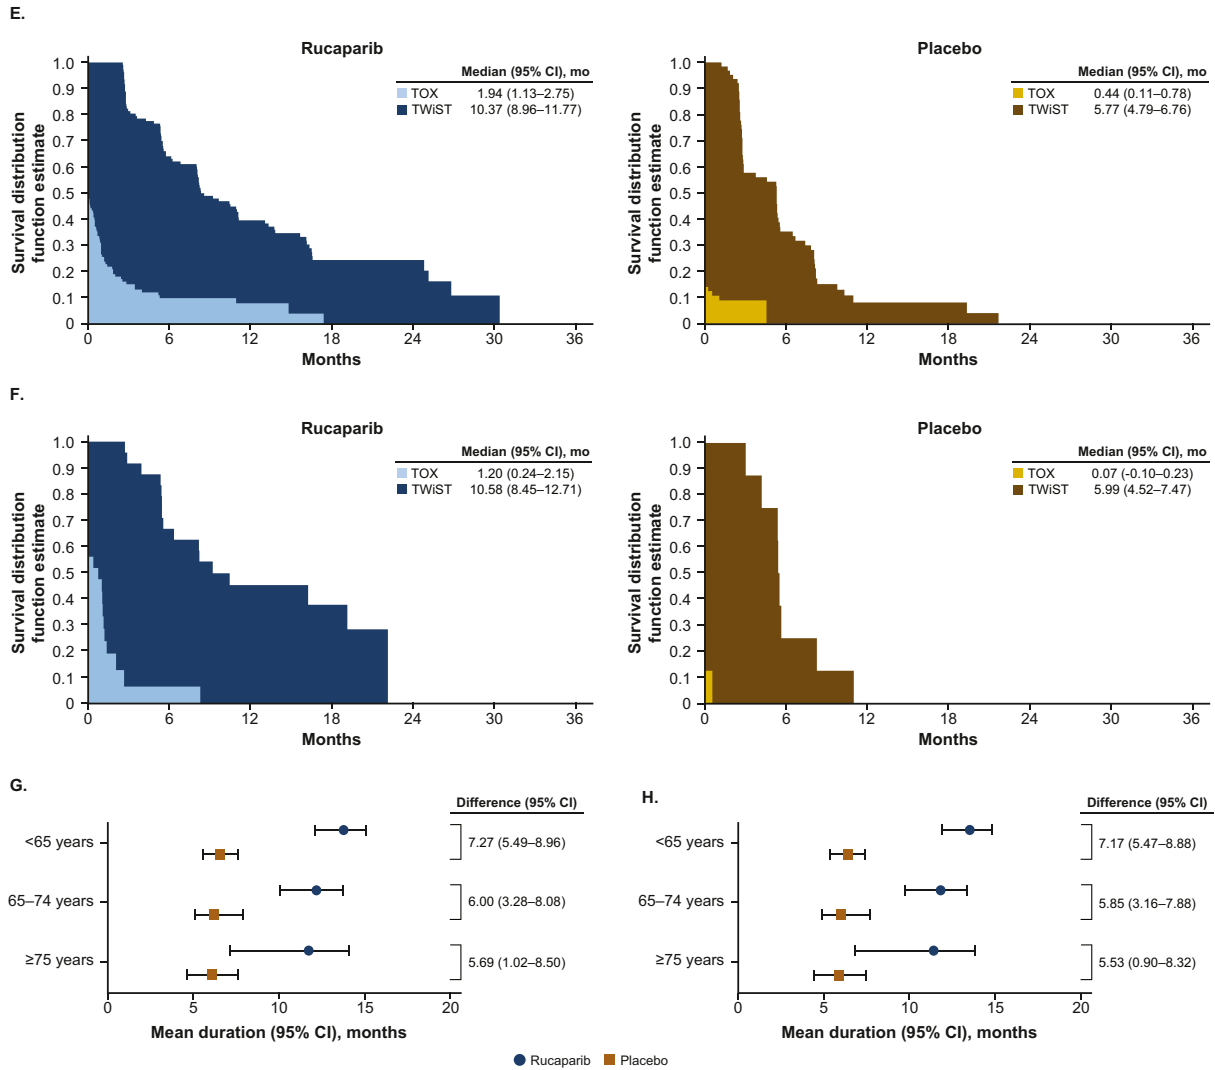 E.
Rucaparib
Median (95% CI), mo
TOX 1.94 (1.13–2.75)
TWiST 10.37 (8.96–11.77)
Survival distribution
function estimate
1.0
0.9
0.8
0.7
0.6
0.5
0.4
0.3
0.2
0.1
0
0 6 12 18 24 30 36
Months
Placebo
Median (95% CI), mo
TOX 0.44 (0.11–0.78)
TWiST 5.77 (4.79–6.76)
Survival distribution
function estimate
1.0
0.9
0.8
0.7
0.6
0.5
0.4
0.3
0.2
0.1
0
0 6 12 18 24 30 36
Months
F.
Rucaparib
Median (95% CI), mo
TOX 1.20 (0.24–2.15)
TWiST 10.58 (8.45–12.71)
Survival distribution
function estimate
1.0
0.9
0.8
0.7
0.6
0.5
0.4
0.3
0.2
0.1
0
0 6 12 18 24 30 36
Months
Placebo
Median (95% CI), mo
TOX 0.07 (-0.10–0.23)
TWiST 5.99 (4.52–7.47)
Survival distribution
function estimate
1.0
0.9
0.8
0.7
0.6
0.5
0.4
0.3
0.2
0.1
0
0 6 12 18 24 30 36
Months
G.
Difference (95% CI)
<65 years 7.27 (5.49–8.96)
65–74 years 6.00 (3.28–8.08)
≥75 years 5.69 (1.02–8.50)
0 5 10 15 20
Mean duration (95% CI), months
H.
Difference (95% CI)
<65 years 7.17 (5.47–8.88)
65–74 years 5.85 (3.16–7.88)
≥75 years 5.53 (0.90–8.32)
0 5 10 15 20
Mean duration (95% CI), months
Rucaparib Placebo